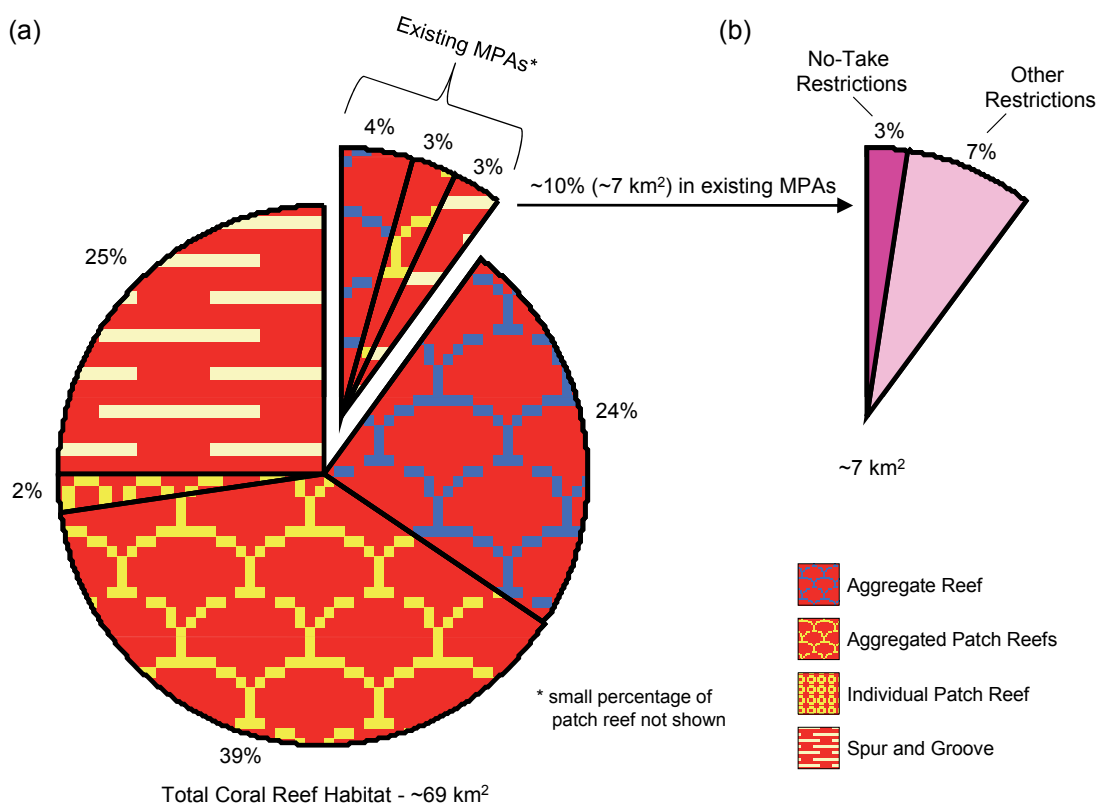 (a)
Existing MPAs*
4%
3%
3%
25%
24%
2%
39%
Total Coral Reef Habitat - ~69 km²
* small percentage of
patch reef not shown
~10% (~7 km²) in existing MPAs
(b)
No-Take
Restrictions
Other
Restrictions
3%
7%
~7 km²
Aggregate Reef
Aggregated Patch Reefs
Individual Patch Reef
Spur and Groove